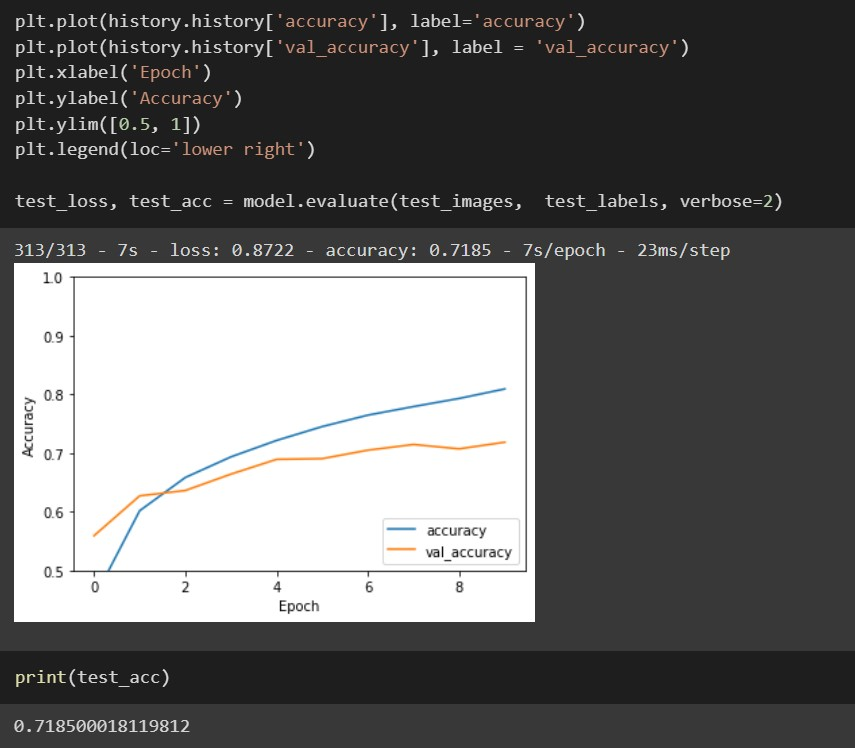 plt.plot(history.history['accuracy'], label='accuracy')
plt.plot(history.history['val_accuracy'], label = 'val_accuracy')
plt.xlabel('Epoch')
plt.ylabel('Accuracy')
plt.ylim([0.5, 1])
plt.legend(loc='lower right')
test_loss, test_acc = model.evaluate(test_images,  test_labels, verbose=2)
313/313 - 7s - loss: 0.8722 - accuracy: 0.7185 - 7s/epoch - 23ms/step
1.0
0.9
0.8
0.7
0.6
0.5
Accuracy
accuracy
val_accuracy
0 2 4 6 8
Epoch
print(test_acc)
0.718500018119812